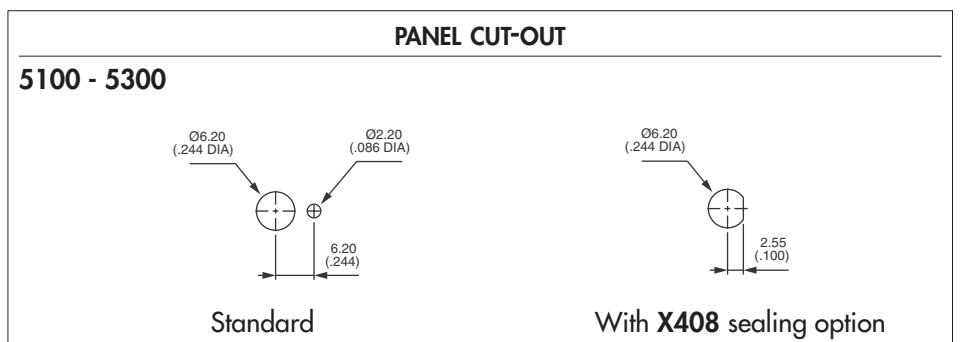 PANEL CUT-OUT
5100 - 5300
Ø6.20
(.244 DIA)
Ø2.20
(.086 DIA)
6.20
(.244)
Standard
Ø6.20
(.244 DIA)
2.55
(.100)
With X408 sealing option